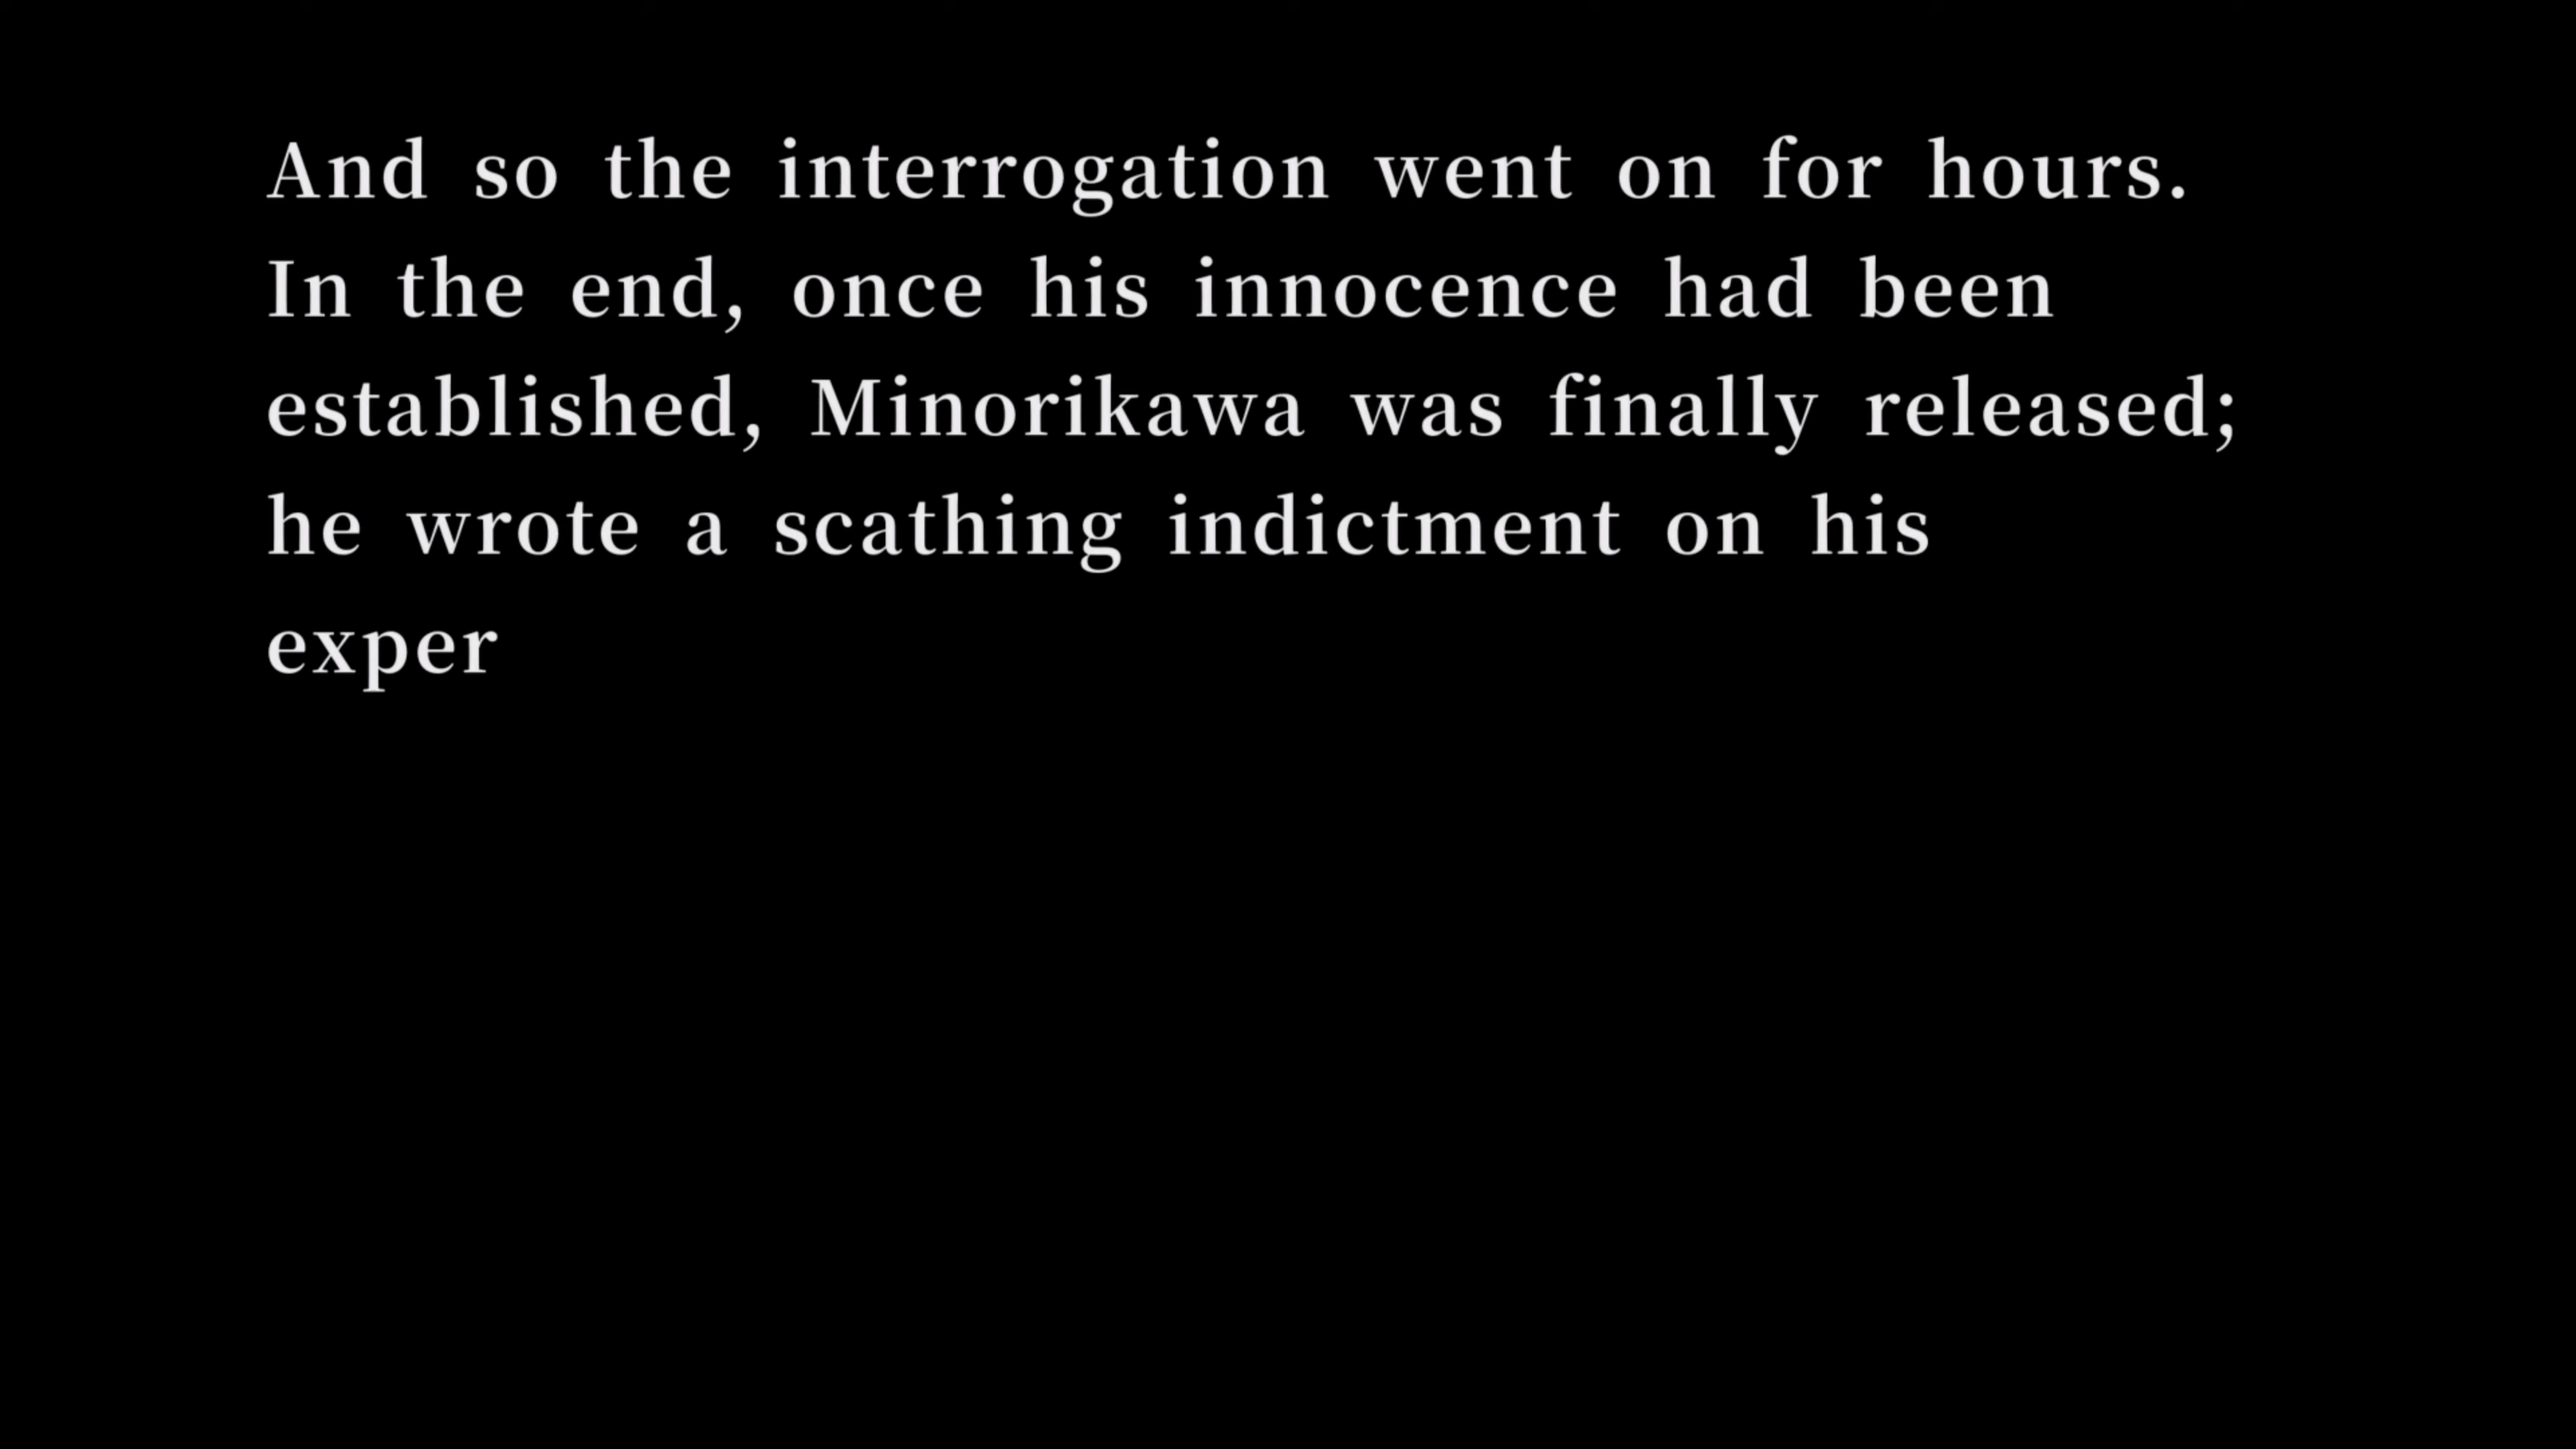 And so the interrogation went on for hours.
In the end, once his innocence had been
established, Minorikawa was finally released;
he wrote a scathing indictment on his
exper